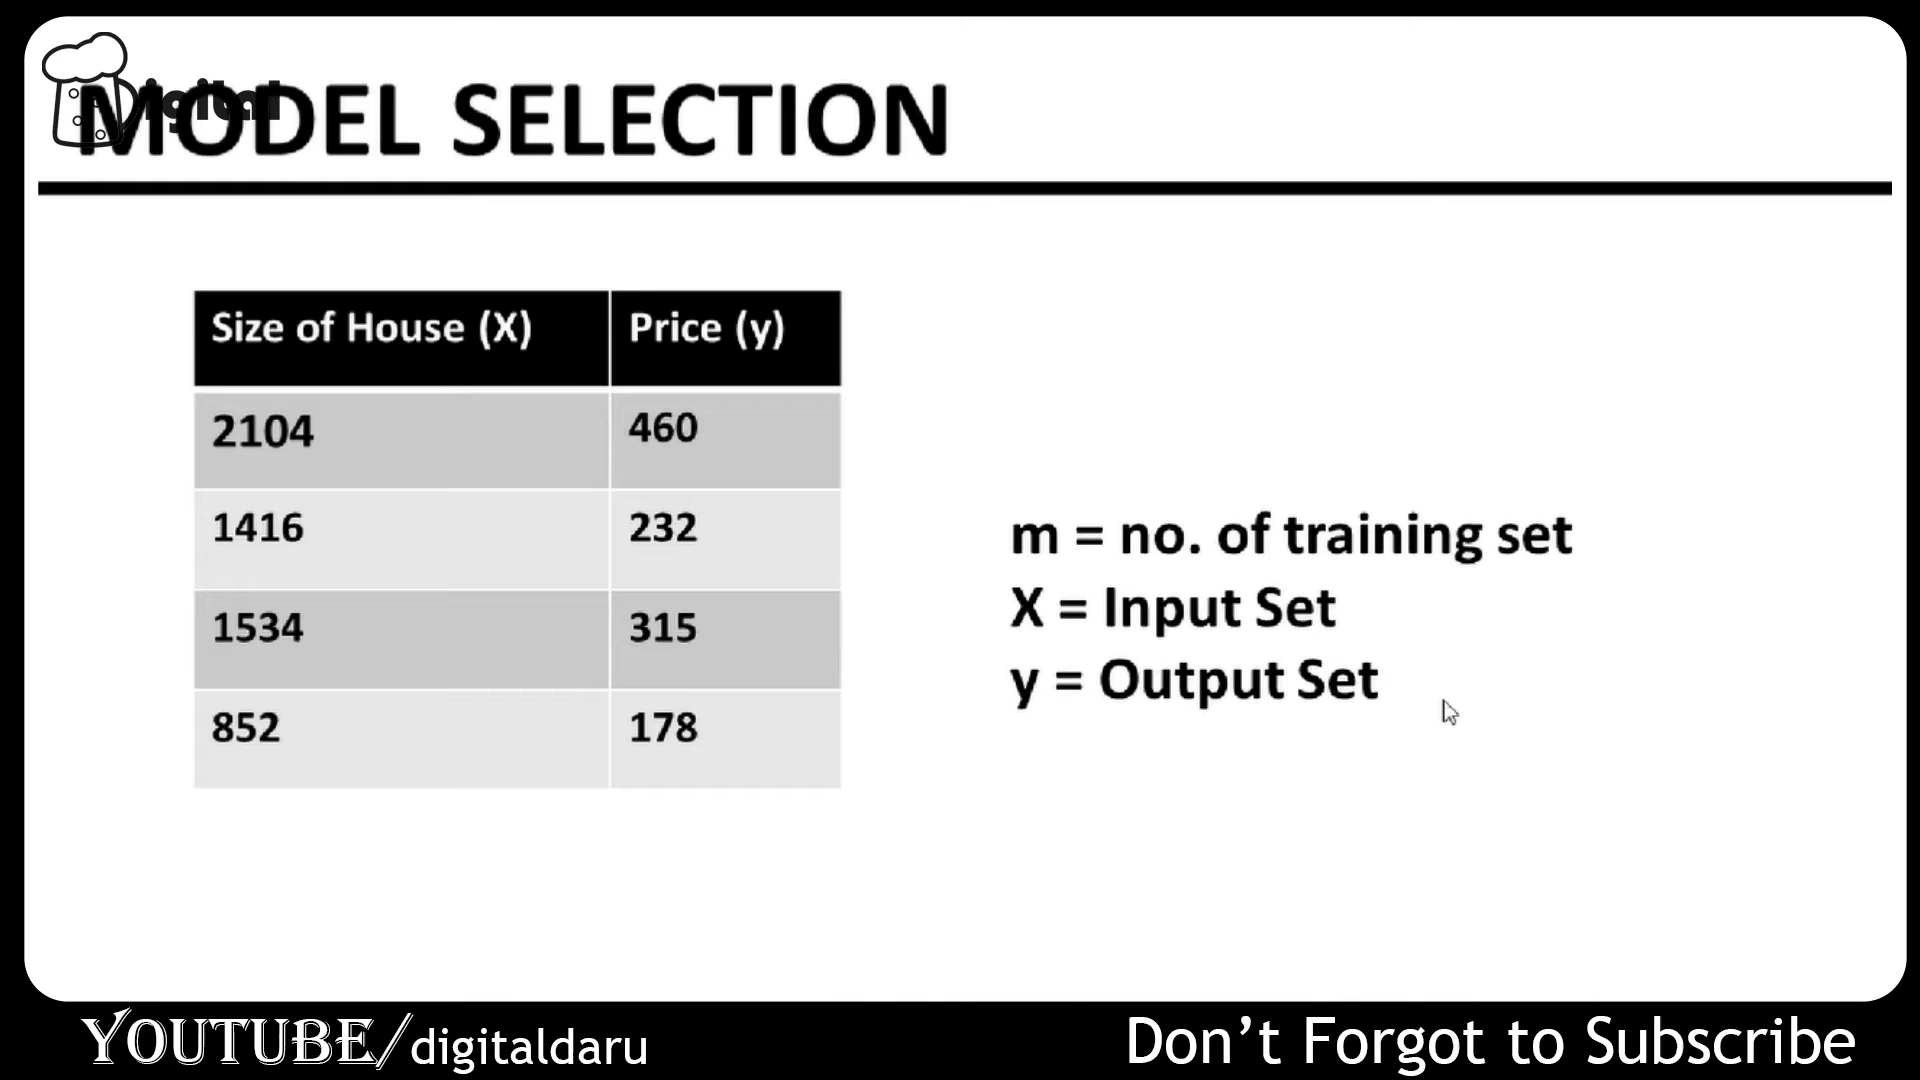 igital
MODEL SELECTION
Size of House (X) Price (y)
2104 460
1416 232
1534 315
852 178
m = no. of training set
X = Input Set
y = Output Set
YOUTUBE/digitaldaru
Don’t Forgot to Subscribe